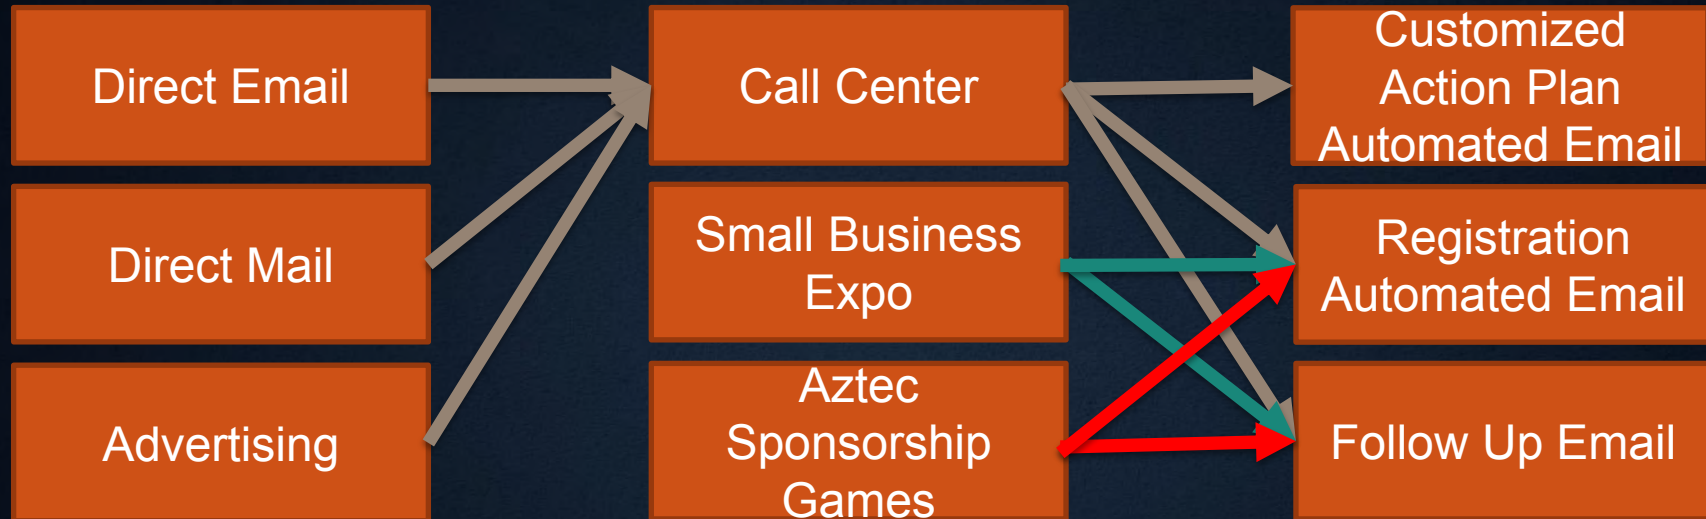 Direct Email
Call Center
Customized
Action Plan
Automated Email
Direct Mail
Small Business
Expo
Registration
Automated Email
Advertising
Aztec
Sponsorship
Games
Follow Up Email